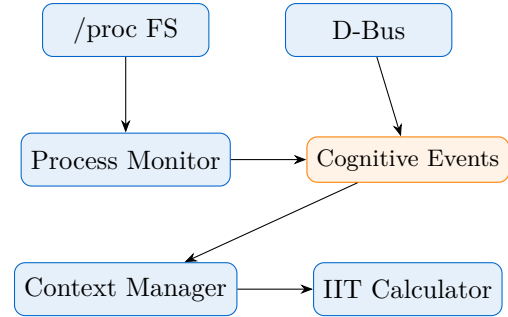 /proc FS
D-Bus
Process Monitor
Cognitive Events
Context Manager
IIT Calculator